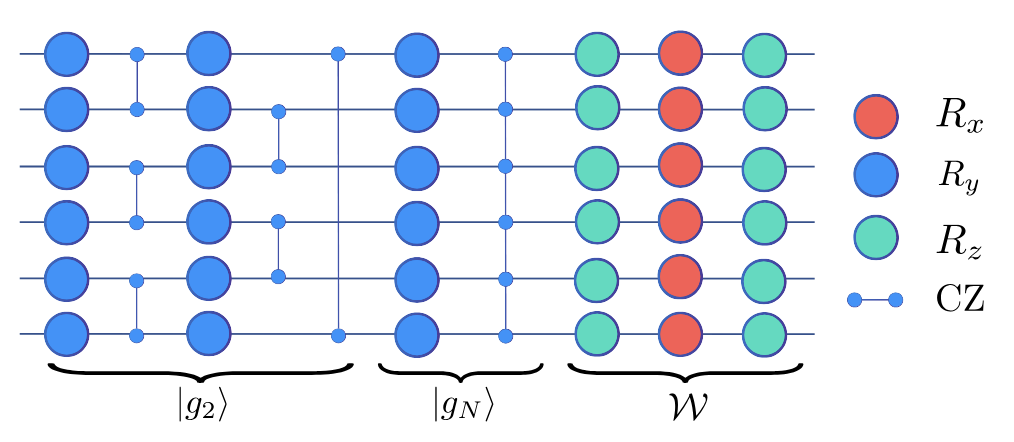 R_x
R_y
R_z
CZ
|g_2⟩ |g_N⟩ 𝒲